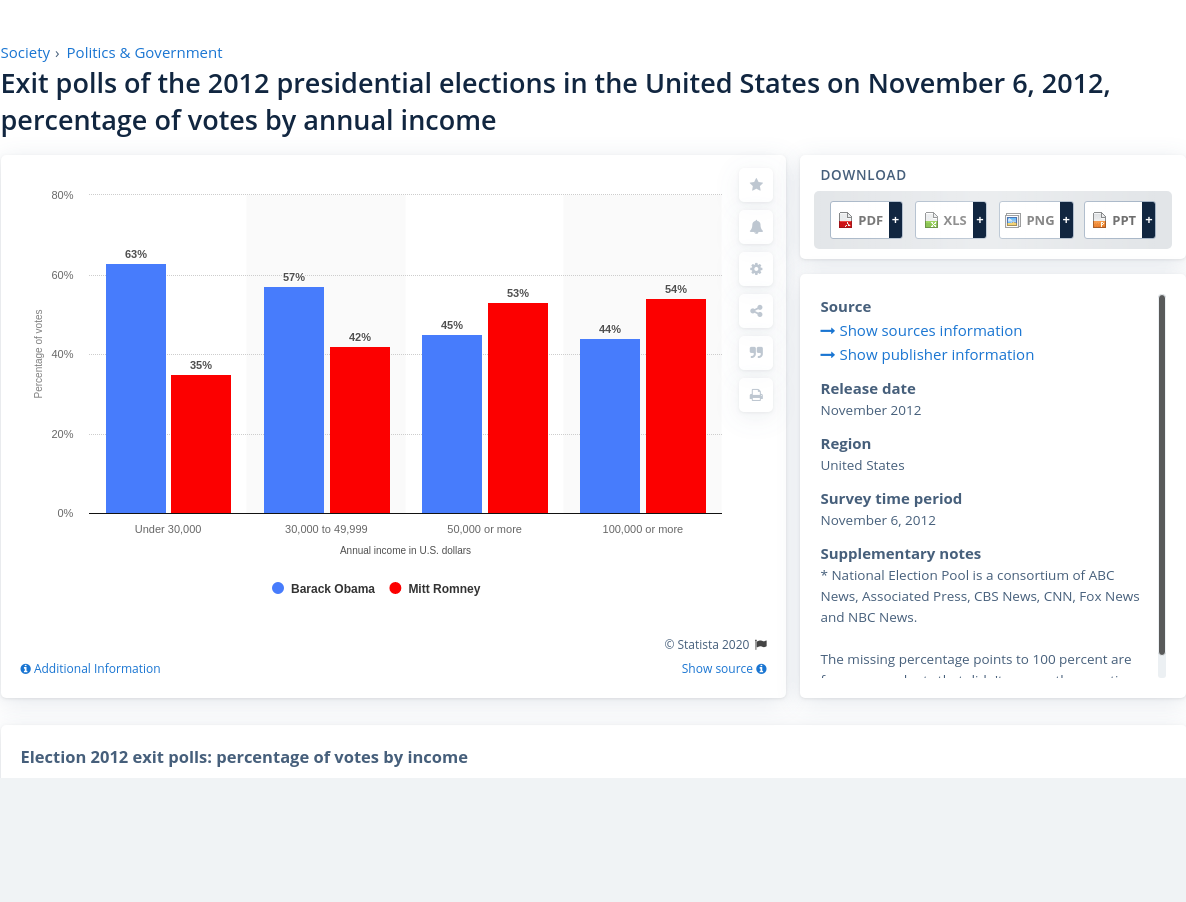 Society › Politics & Government
Exit polls of the 2012 presidential elections in the United States on November 6, 2012,
percentage of votes by annual income
80%
60%
40%
20%
0%
Percentage of votes
63%
35%
57%
42%
45%
53%
44%
54%
Under 30,000
30,000 to 49,999
50,000 or more
100,000 or more
Annual income in U.S. dollars
Barack Obama
Mitt Romney
© Statista 2020
Additional Information
Show source
DOWNLOAD
PDF +
XLS +
PNG +
PPT +
Source
Show sources information
Show publisher information
Release date
November 2012
Region
United States
Survey time period
November 6, 2012
Supplementary notes
* National Election Pool is a consortium of ABC
News, Associated Press, CBS News, CNN, Fox News
and NBC News.
The missing percentage points to 100 percent are
Election 2012 exit polls: percentage of votes by income